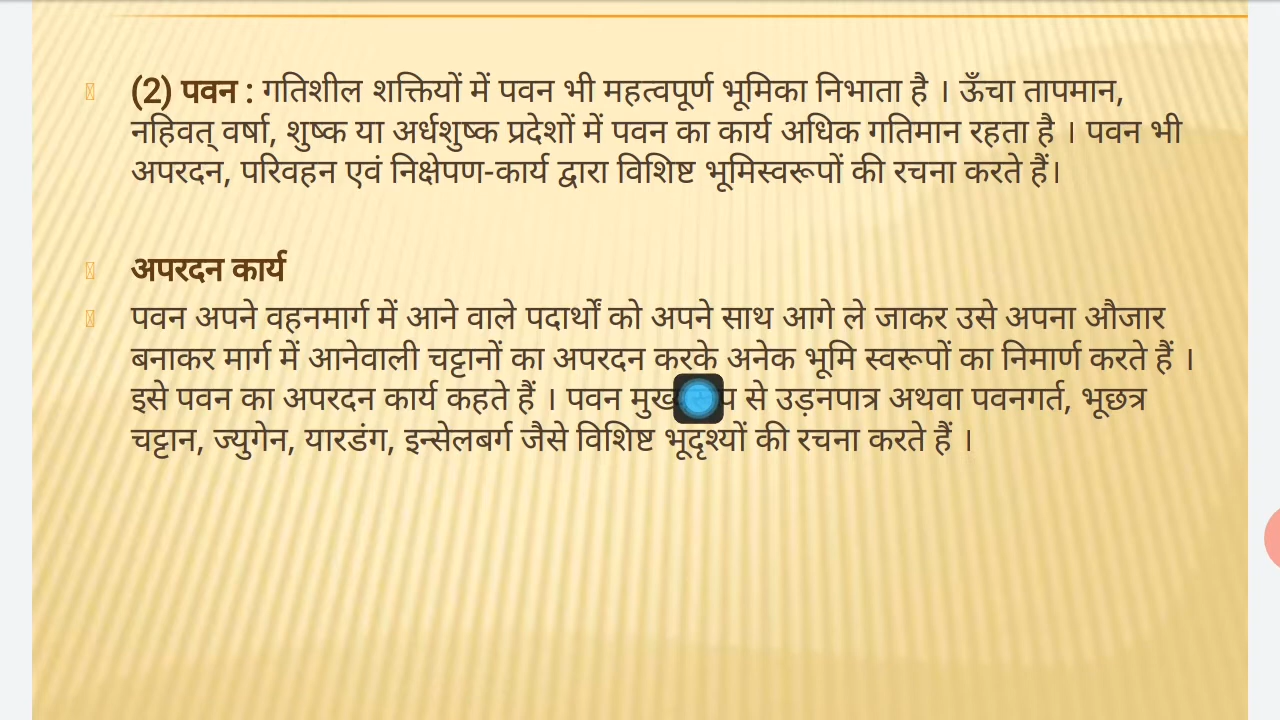 (2) पवन : गतिशील शक्तियों में पवन भी महत्वपूर्ण भूमिका निभाता है । ऊँचा तापमान,
नहिवत् वर्षा, शुष्क या अर्धशुष्क प्रदेशों में पवन का कार्य अधिक गतिमान रहता है । पवन भी
अपरदन, परिवहन एवं निक्षेपण-कार्य द्वारा विशिष्ट भूमिस्वरूपों की रचना करते हैं।
अपरदन कार्य
पवन अपने वहनमार्ग में आने वाले पदार्थों को अपने साथ आगे ले जाकर उसे अपना औजार
बनाकर मार्ग में आनेवाली चट्टानों का अपरदन करके अनेक भूमि स्वरूपों का निमार्ण करते हैं ।
इसे पवन का अपरदन कार्य कहते हैं । पवन से उड़नपात्र अथवा पवनगर्त, भूछत्र
चट्टान, ज्युगेन, यारडंग, इन्सेलबर्ग जैसे विशिष्ट भूदृश्यों की रचना करते हैं ।